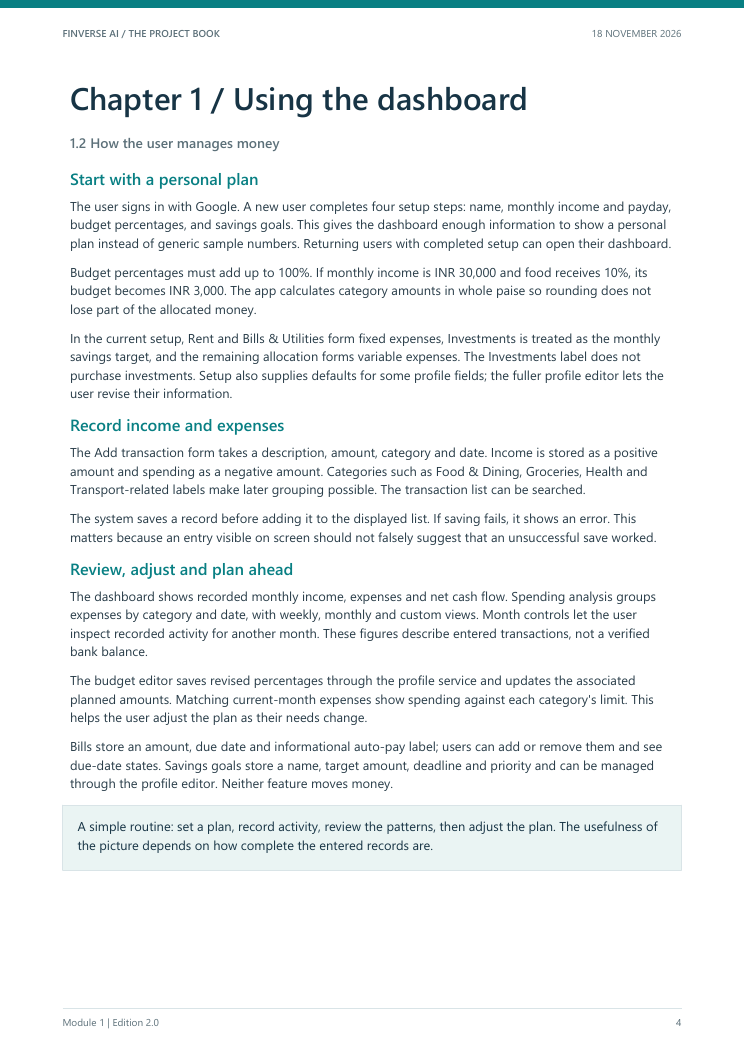 FINVERSE AI / THE PROJECT BOOK
18 NOVEMBER 2026
Chapter 1 / Using the dashboard
1.2 How the user manages money
Start with a personal plan
The user signs in with Google. A new user completes four setup steps: name, monthly income and payday,
budget percentages, and savings goals. This gives the dashboard enough information to show a personal
plan instead of generic sample numbers. Returning users with completed setup can open their dashboard.
Budget percentages must add up to 100%. If monthly income is INR 30,000 and food receives 10%, its
budget becomes INR 3,000. The app calculates category amounts in whole paise so rounding does not
lose part of the allocated money.
In the current setup, Rent and Bills & Utilities form fixed expenses, Investments is treated as the monthly
savings target, and the remaining allocation forms variable expenses. The Investments label does not
purchase investments. Setup also supplies defaults for some profile fields; the fuller profile editor lets the
user revise their information.
Record income and expenses
The Add transaction form takes a description, amount, category and date. Income is stored as a positive
amount and spending as a negative amount. Categories such as Food & Dining, Groceries, Health and
Transport-related labels make later grouping possible. The transaction list can be searched.
The system saves a record before adding it to the displayed list. If saving fails, it shows an error. This
matters because an entry visible on screen should not falsely suggest that an unsuccessful save worked.
Review, adjust and plan ahead
The dashboard shows recorded monthly income, expenses and net cash flow. Spending analysis groups
expenses by category and date, with weekly, monthly and custom views. Month controls let the user
inspect recorded activity for another month. These figures describe entered transactions, not a verified
bank balance.
The budget editor saves revised percentages through the profile service and updates the associated
planned amounts. Matching current-month expenses show spending against each category's limit. This
helps the user adjust the plan as their needs change.
Bills store an amount, due date and informational auto-pay label; users can add or remove them and see
due-date states. Savings goals store a name, target amount, deadline and priority and can be managed
through the profile editor. Neither feature moves money.
A simple routine: set a plan, record activity, review the patterns, then adjust the plan. The usefulness of
the picture depends on how complete the entered records are.
Module 1 | Edition 2.0
4